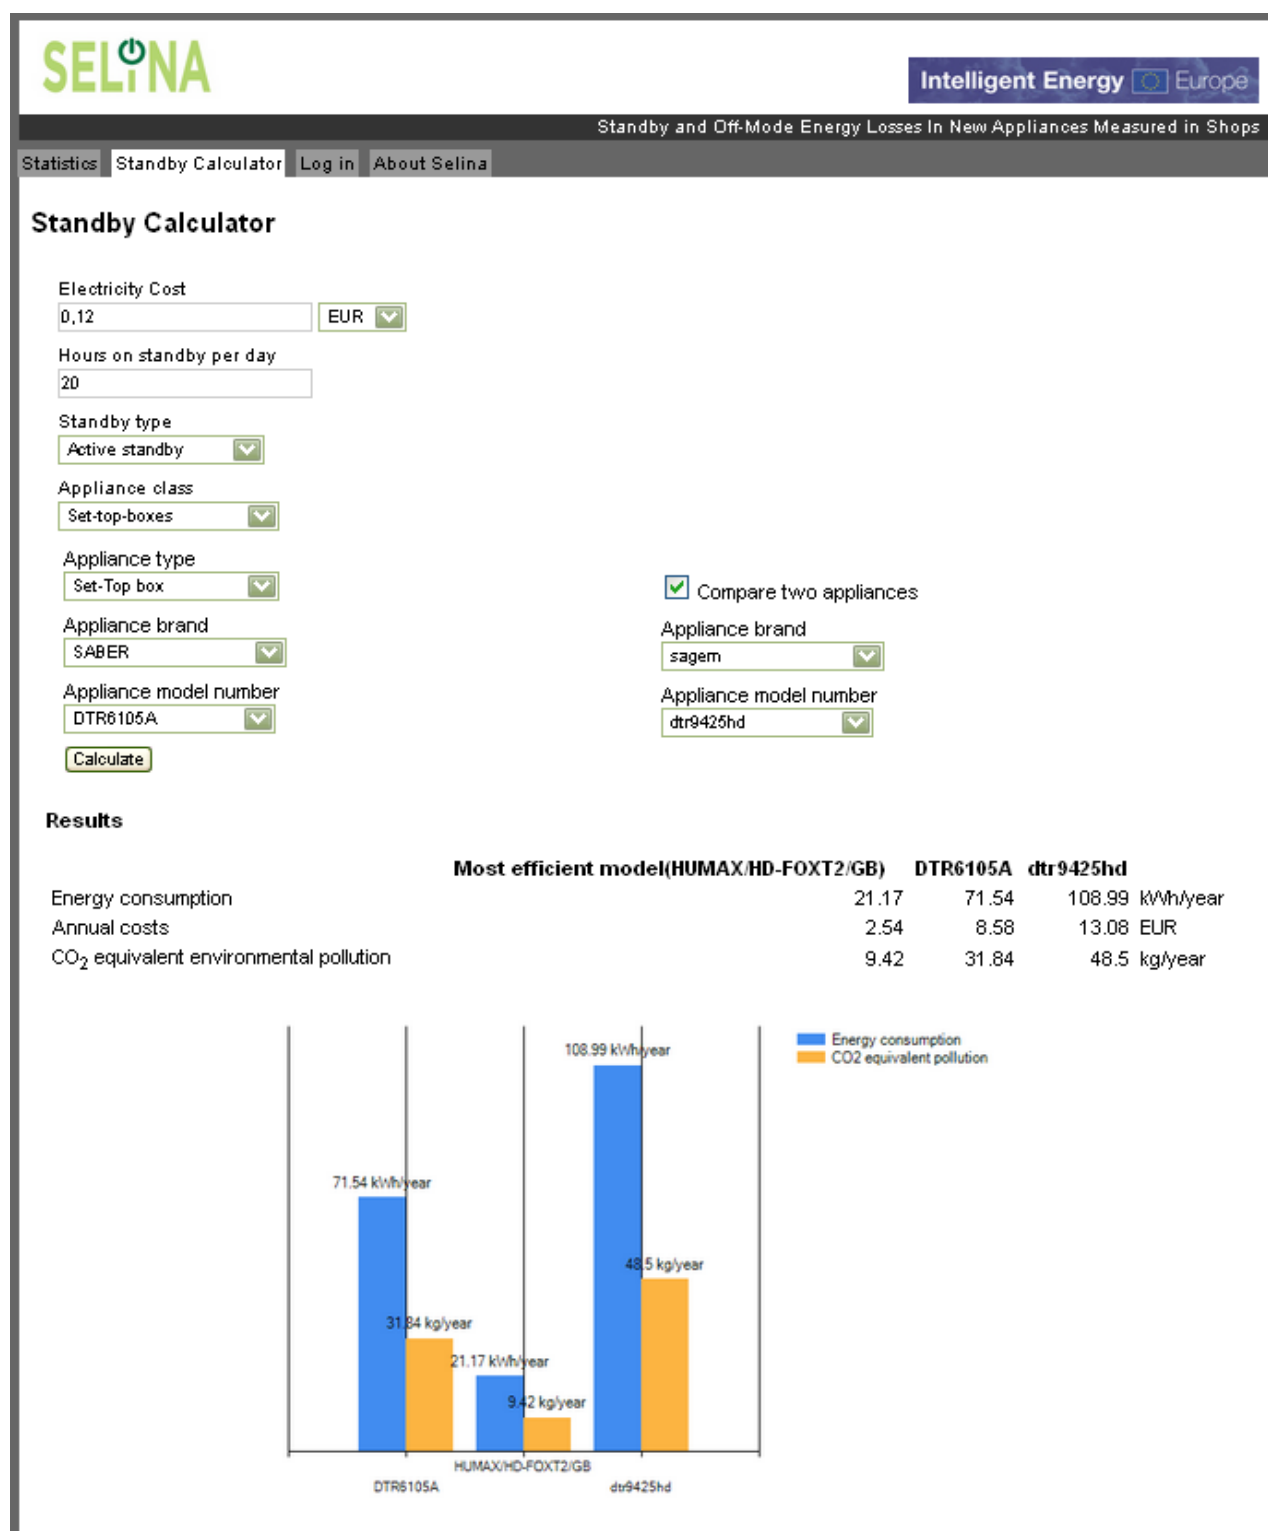 SELiNA
Intelligent Energy Europe
Standby and Off-Mode Energy Losses In New Appliances Measured in Shops
Statistics Standby Calculator Log in About Selina
Standby Calculator
Electricity Cost
0,12 EUR
Hours on standby per day
20
Standby type
Active standby
Appliance class
Set-top-boxes
Appliance type
Set-Top box
Compare two appliances
Appliance brand Appliance brand
SABER sagem
Appliance model number Appliance model number
DTR6105A dtr9425hd
Calculate
Results
Most efficient model(HUMAX/HD-FOXT2/GB) DTR6105A dtr9425hd
Energy consumption 21.17 71.54 108.99 kWh/year
Annual costs 2.54 8.58 13.08 EUR
CO2 equivalent environmental pollution 9.42 31.84 48.5 kg/year
Energy consumption
CO2 equivalent pollution
108.99 kWh/year
71.54 kWh/year
48.5 kg/year
31.84 kg/year
21.17 kWh/year
9.42 kg/year
HUMAX/HD-FOXT2/GB
DTR6105A dtr9425hd